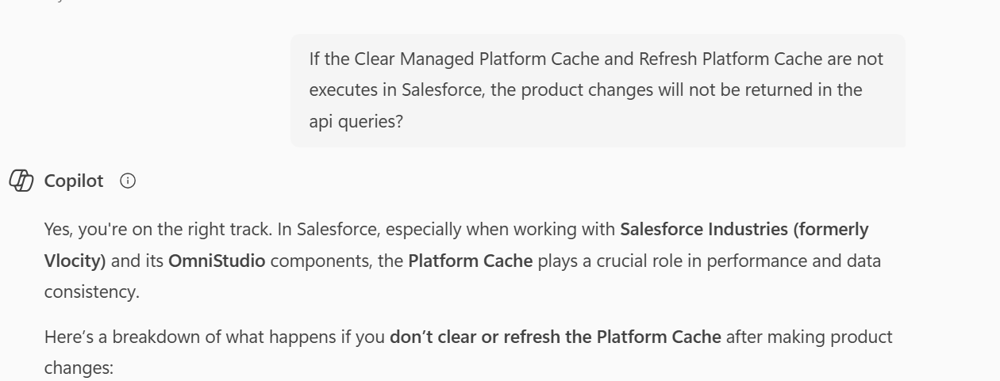 If the Clear Managed Platform Cache and Refresh Platform Cache are not
executes in Salesforce, the product changes will not be returned in the
api queries?
Copilot
Yes, you're on the right track. In Salesforce, especially when working with Salesforce Industries (formerly
Vlocity) and its OmniStudio components, the Platform Cache plays a crucial role in performance and data
consistency.
Here’s a breakdown of what happens if you don’t clear or refresh the Platform Cache after making product
changes: